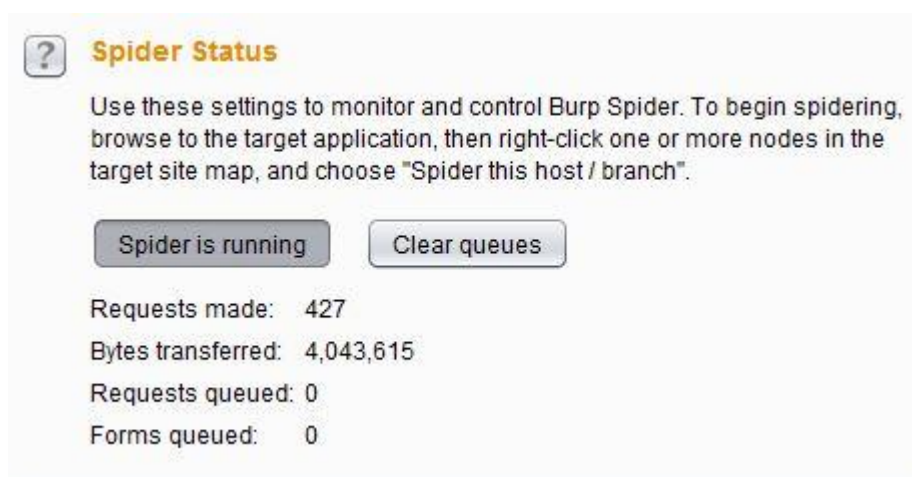 ?
Spider Status
Use these settings to monitor and control Burp Spider. To begin spidering,
browse to the target application, then right-click one or more nodes in the
target site map, and choose "Spider this host / branch".
Spider is running
Clear queues
Requests made: 427
Bytes transferred: 4,043,615
Requests queued: 0
Forms queued: 0